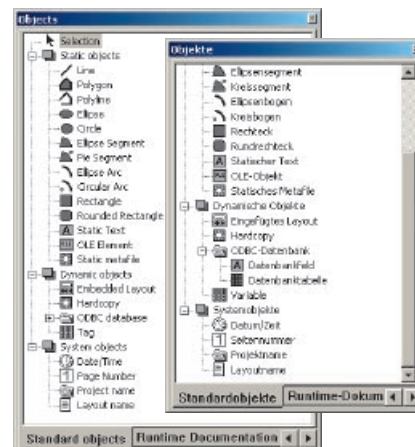 Objects
Selection
Static objects
Line
Polygon
Polyline
Ellipse
Circle
Ellipse Segment
Pie Segment
Ellipse Arc
Circular Arc
Rectangle
Rounded Rectangle
Static Text
OLE Element
Static metafile
Dynamic objects
Embedded Layout
Hardcopy
ODBC database
Tag
System objects
Date/Time
Page Number
Project name
Layout name
Standard objects
Runtime Documentation
Objekte
Ellipsensegment
Kreissegment
Ellipsenbogen
Kreisbogen
Rechteck
Rundrechteck
Statischer Text
OLE-Objekt
Statisches Metafile
Dynamische Objekte
Eingefügtes Layout
Hardcopy
ODBC-Datenbank
Datenbankfeld
Datenbanktabelle
Variable
Systemobjekte
Datum/Zeit
Seitennummer
Projektname
Layoutname
Standardobjekte
Runtime-Dokum